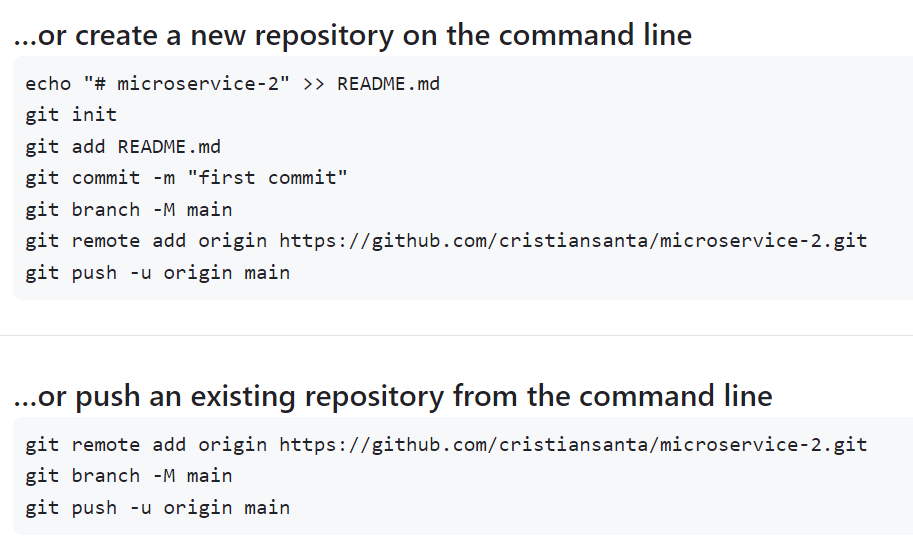 ...or create a new repository on the command line
echo "# microservice-2" >> README.md
git init
git add README.md
git commit -m "first commit"
git branch -M main
git remote add origin https://github.com/cristiansanta/microservice-2.git
git push -u origin main
...or push an existing repository from the command line
git remote add origin https://github.com/cristiansanta/microservice-2.git
git branch -M main
git push -u origin main